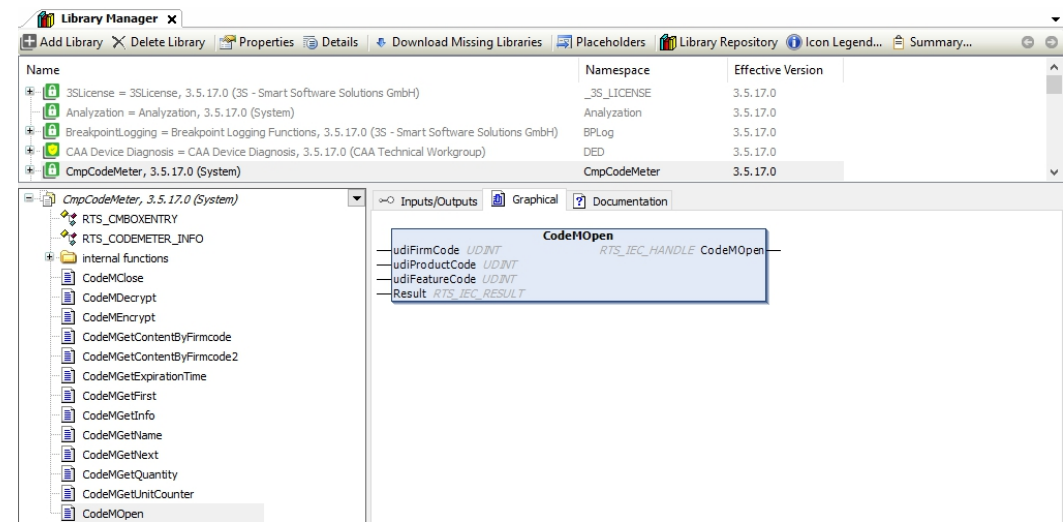 Library Manager
Add Library Delete Library Properties Details Download Missing Libraries Placeholders Library Repository Icon Legend... Summary...
Name Namespace Effective Version
3SLicense = 3SLicense, 3.5.17.0 (3S - Smart Software Solutions GmbH) _3S_LICENSE 3.5.17.0
Analyzation = Analyzation, 3.5.17.0 (System) Analyzation 3.5.17.0
BreakpointLogging = Breakpoint Logging Functions, 3.5.17.0 (3S - Smart Software Solutions GmbH) BPLog 3.5.17.0
CAA Device Diagnosis = CAA Device Diagnosis, 3.5.17.0 (CAA Technical Workgroup) DED 3.5.17.0
CmpCodeMeter, 3.5.17.0 (System) CmpCodeMeter 3.5.17.0
CmpCodeMeter, 3.5.17.0 (System)
RTS_CMBOXENTRY
RTS_CODEMETER_INFO
internal functions
CodeMClose
CodeMDecrypt
CodeMEncrypt
CodeMGetContentByFirmcode
CodeMGetContentByFirmcode2
CodeMGetExpirationTime
CodeMGetFirst
CodeMGetInfo
CodeMGetName
CodeMGetNext
CodeMGetQuantity
CodeMGetUnitCounter
CodeMOpen
Inputs/Outputs Graphical Documentation
CodeMOpen
udiFirmCode UDINT RTS_IEC_HANDLE CodeMOpen
udiProductCode UDINT
udiFeatureCode UDINT
Result RTS_IEC_RESULT